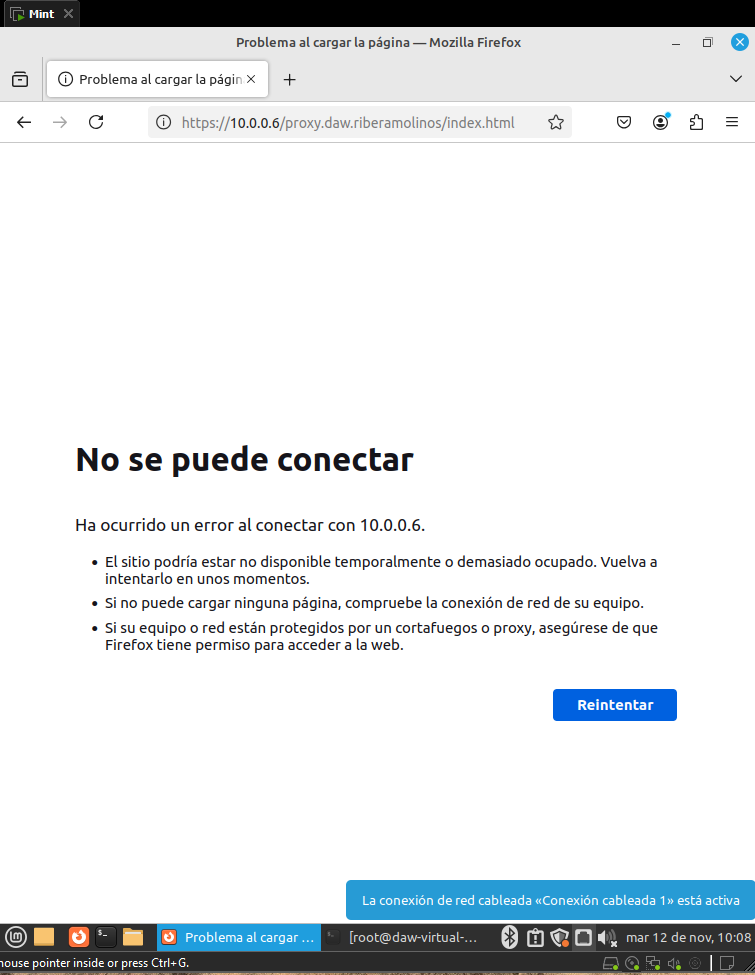 Mint
Problema al cargar la página — Mozilla Firefox
Problema al cargar la págin
https://10.0.0.6/proxy.daw.riberamolinos/index.html
No se puede conectar
Ha ocurrido un error al conectar con 10.0.0.6.
• El sitio podría estar no disponible temporalmente o demasiado ocupado. Vuelva a
intentarlo en unos momentos.
• Si no puede cargar ninguna página, compruebe la conexión de red de su equipo.
• Si su equipo o red están protegidos por un cortafuegos o proxy, asegúrese de que
Firefox tiene permiso para acceder a la web.
Reintentar
La conexión de red cableada «Conexión cableada 1» está activa
Problema al cargar ... [root@daw-virtual-... mar 12 de nov, 10:08
mouse pointer inside or press Ctrl+G.